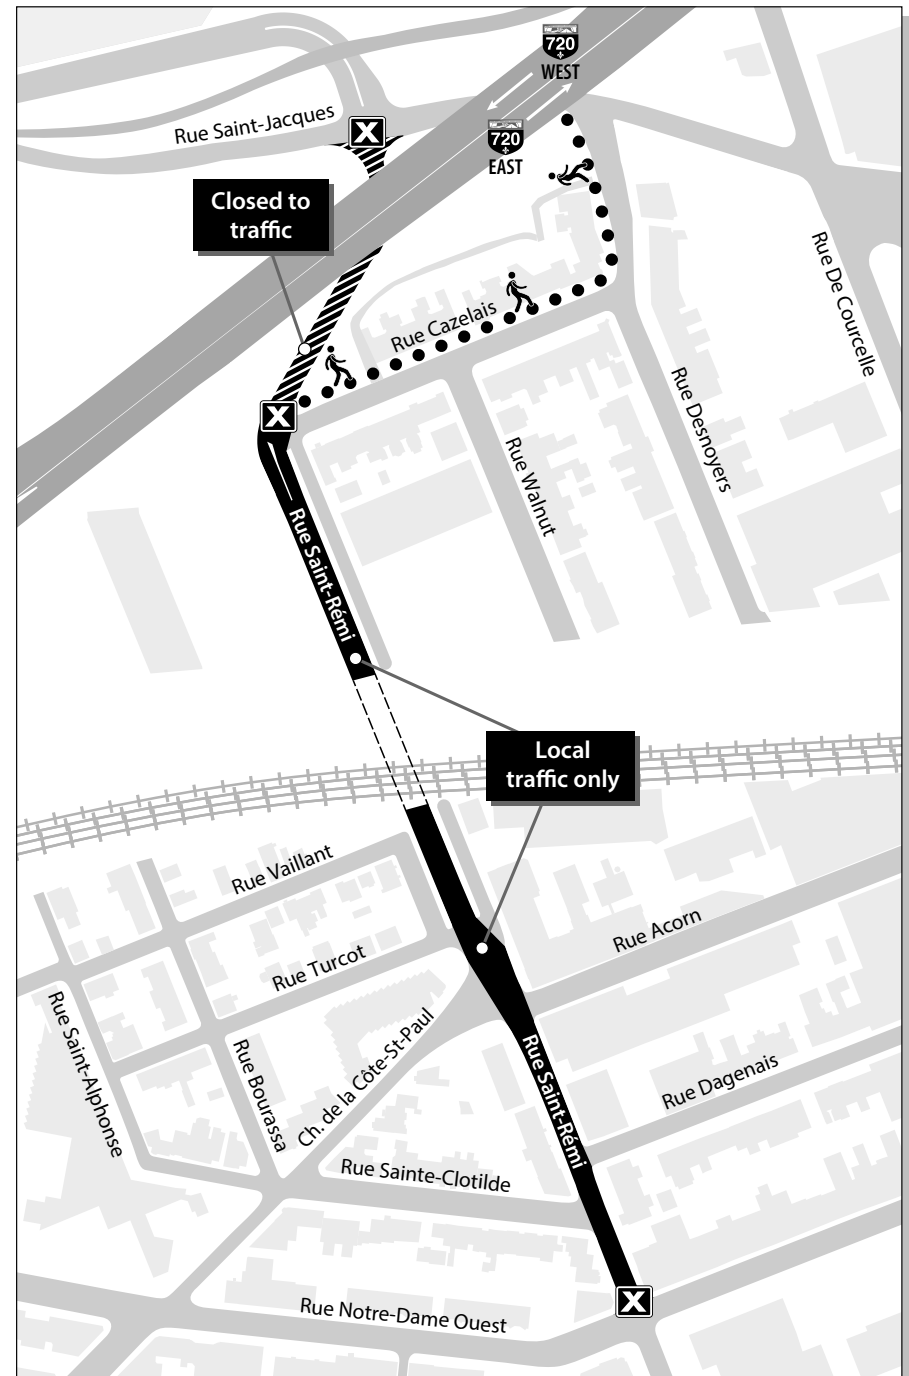 720
WEST
Rue Saint-Jacques
X
720
EAST
Closed to
traffic
Rue De Courcelle
Rue Cazelais
Rue Desnoyers
X
Rue Walnut
Rue Saint-Rémi
Local
traffic only
Rue Vaillant
Rue Acorn
Rue Turcot
Rue Saint-Alphonse
Rue Bourassa
Ch. de la Côte-St-Paul
Rue Saint-Rémi
Rue Dagenais
Rue Sainte-Clotilde
X
Rue Notre-Dame Ouest